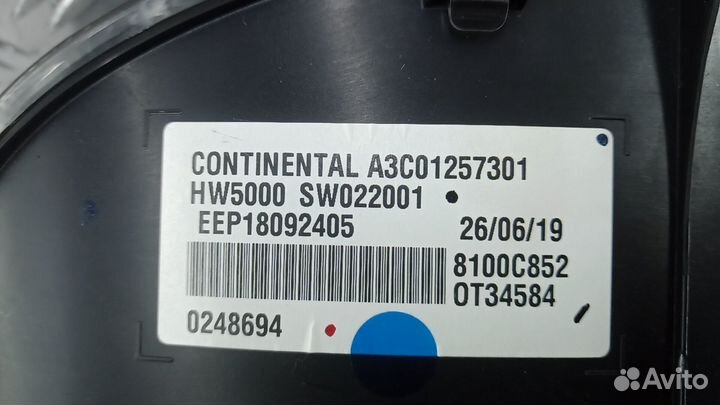 CONTINENTAL A3C01257301
HW5000 SW022001
EEP18092405 26/06/19
8100C852
OT34584
0248694
Avito